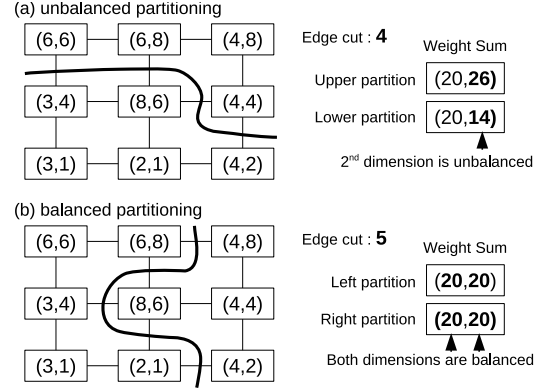 (a) unbalanced partitioning
(6,6) (6,8) (4,8)
(3,4) (8,6) (4,4)
(3,1) (2,1) (4,2)
Edge cut : 4
Weight Sum
Upper partition (20,26)
Lower partition (20,14)
2nd dimension is unbalanced
(b) balanced partitioning
(6,6) (6,8) (4,8)
(3,4) (8,6) (4,4)
(3,1) (2,1) (4,2)
Edge cut : 5
Weight Sum
Left partition (20,20)
Right partition (20,20)
Both dimensions are balanced